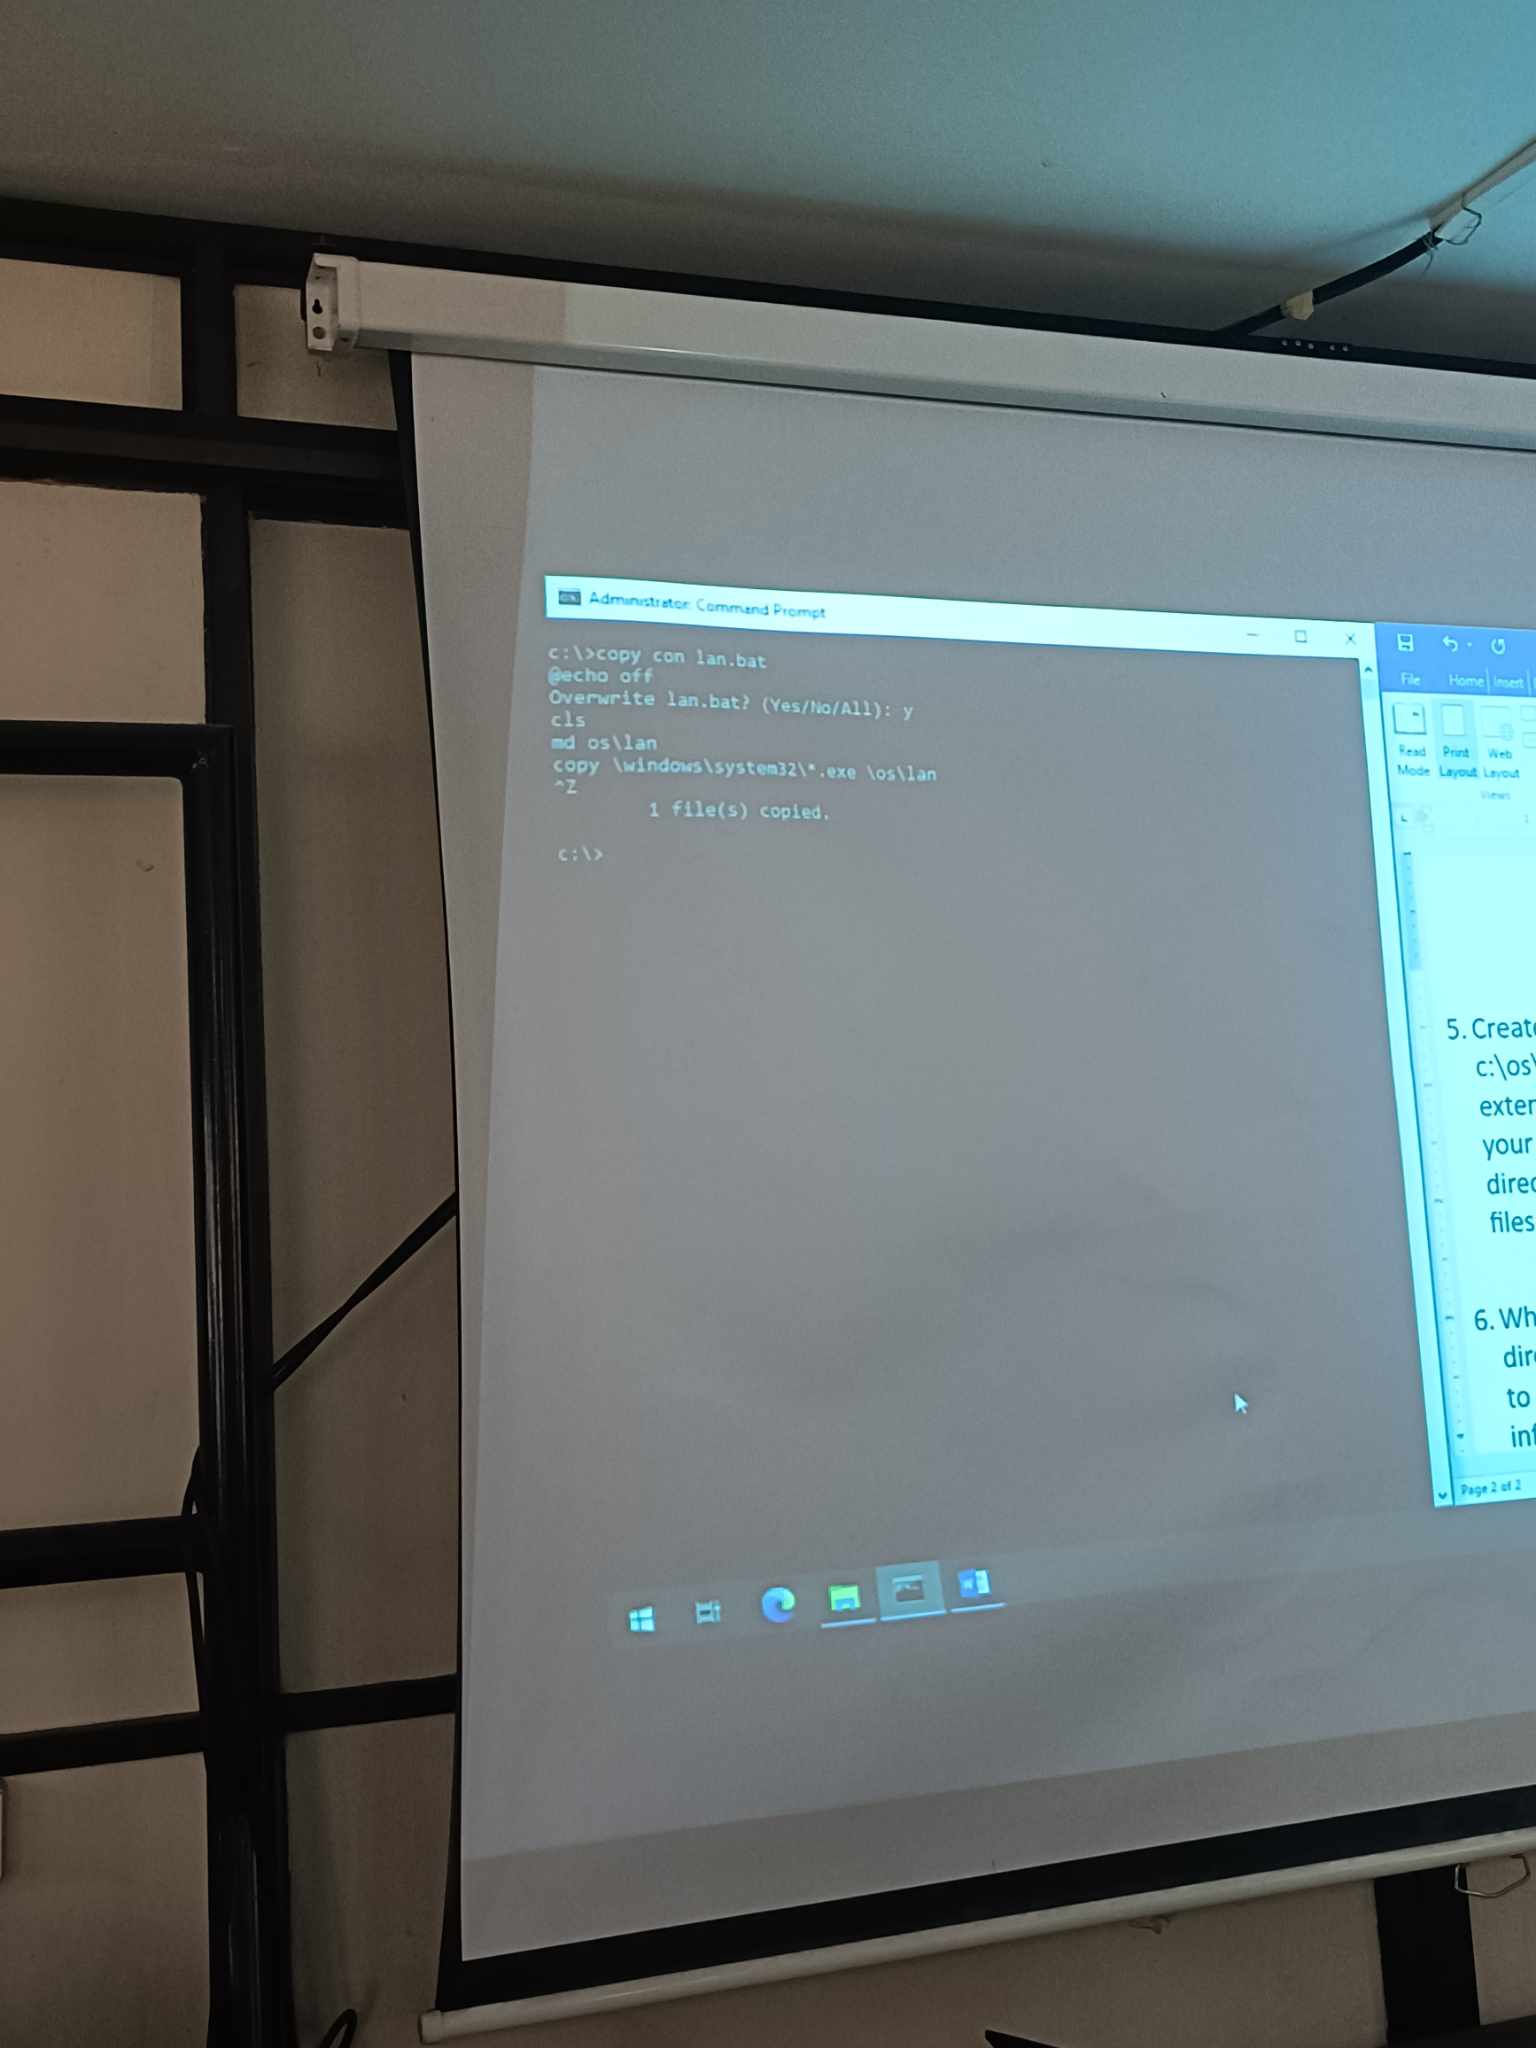 Administrator: Command Prompt
c:\>copy con lan.bat
@echo off
Overwrite lan.bat? (Yes/No/All): y
cls
md os\lan
copy \windows\system32\*.exe \os\lan
^Z
1 file(s) copied.
c:\>
File Home Insert
Read Mode
Print Layout
Web Layout
Views
5. Create
c:\os\
exter
your
direc
files
6. Wh
dire
to
inf
Page 2 of 2